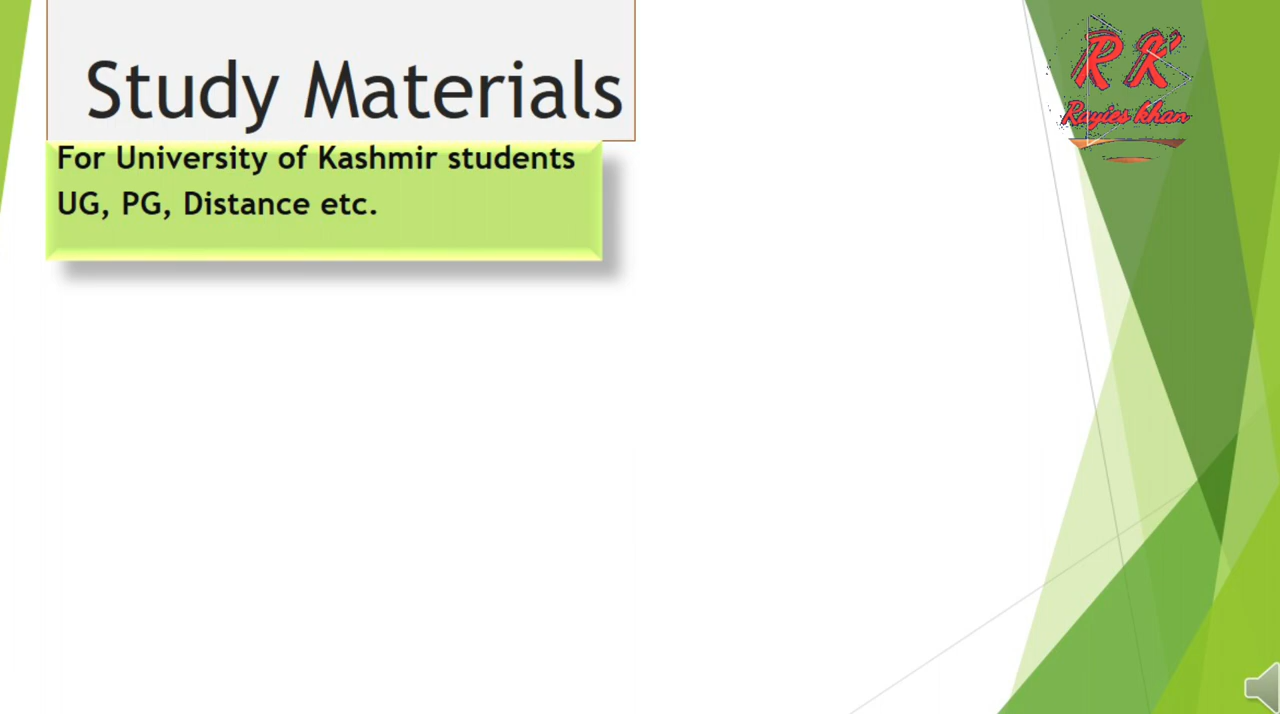 Study Materials
For University of Kashmir students
UG, PG, Distance etc.
RK
Rayies khan